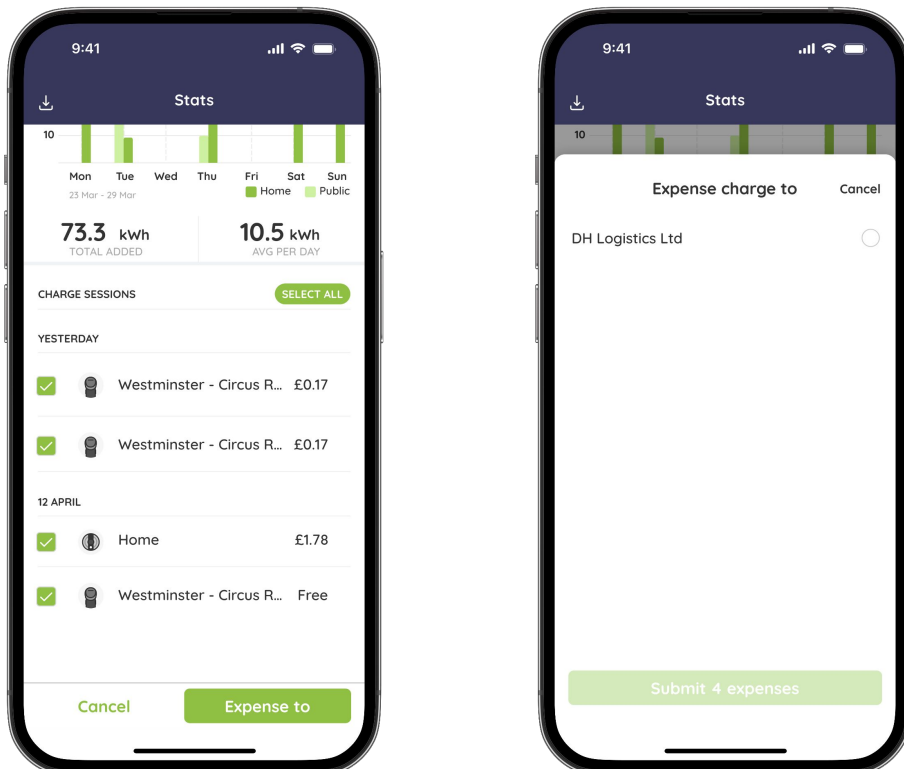 9:41
Stats
10
Mon Tue Wed Thu Fri Sat Sun
23 Mar - 29 Mar Home Public
73.3 kWh 10.5 kWh
TOTAL ADDED AVG PER DAY
CHARGE SESSIONS SELECT ALL
YESTERDAY
Westminster - Circus R... £0.17
Westminster - Circus R... £0.17
12 APRIL
Home £1.78
Westminster - Circus R... Free
Cancel Expense to
9:41
Stats
10
Expense charge to Cancel
DH Logistics Ltd
Submit 4 expenses